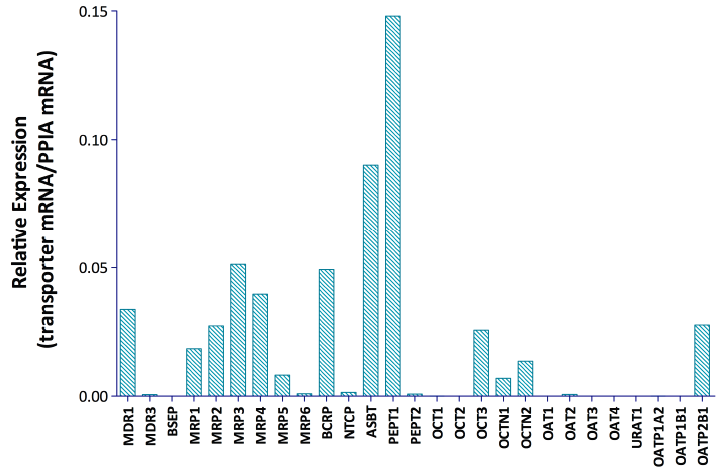 Relative Expression
(transporter mRNA/PPIA mRNA)
0.15
0.10
0.05
0.00
MDR1
MDR3
BSEP
MRP1
MRP2
MRP3
MRP4
MRP5
MRP6
BCRP
NTCP
ASBT
PEPT1
PEPT2
OCT1
OCT2
OCT3
OCTN1
OCTN2
OAT1
OAT2
OAT3
OAT4
URAT1
OATP1A2
OATP1B1
OATP2B1